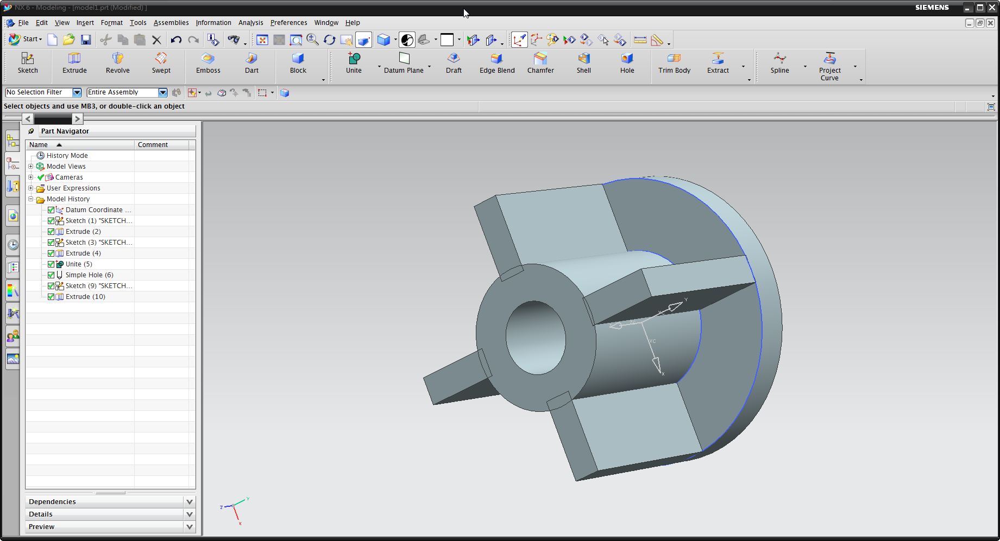 NX 6 - Modeling - [model1.prt (Modified) ]
SIEMENS
File Edit View Insert Format Tools Assemblies Information Analysis Preferences Window Help
Start
Sketch Extrude Revolve Swept Emboss Dart Block Unite Datum Plane Draft Edge Blend Chamfer Shell Hole Trim Body Extract Spline Project
Curve
No Selection Filter Entire Assembly
Select objects and use MB3, or double-click an object
Part Navigator
Name Comment
History Mode
Model Views
Cameras
User Expressions
Model History
Datum Coordinate ...
Sketch (1) "SKETCH...
Extrude (2)
Sketch (3) "SKETCH...
Extrude (4)
Unite (5)
Simple Hole (6)
Sketch (9) "SKETCH...
Extrude (10)
Dependencies
Details
Preview
Y
XC
X
Y
Z
X